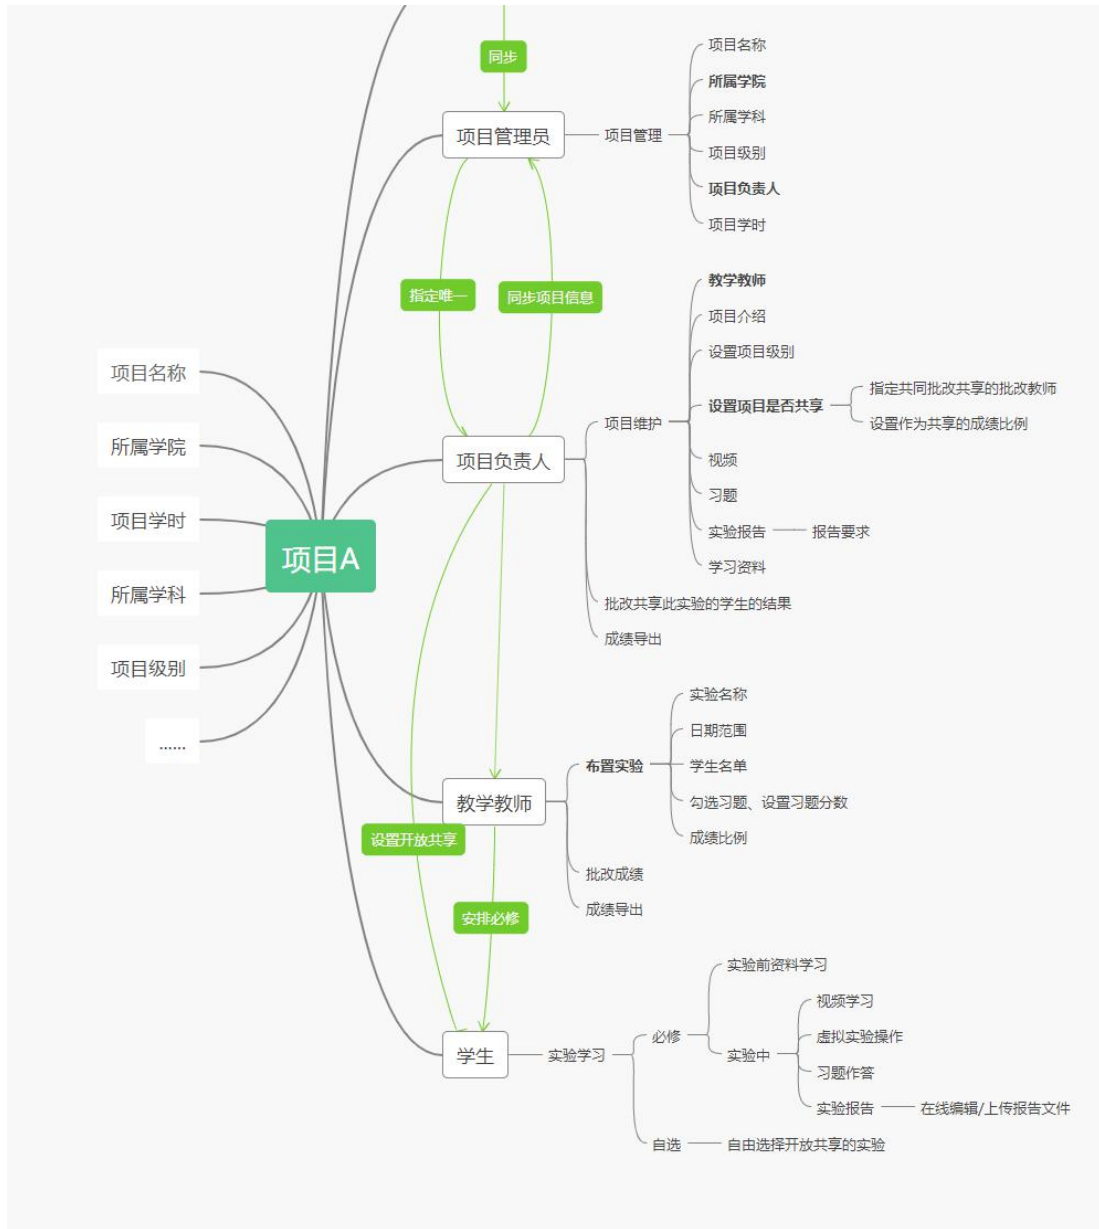 同步
项目管理员
项目管理
项目名称
所属学院
所属学科
项目级别
项目负责人
项目学时
指定唯一
同步项目信息
项目名称
所属学院
项目学时
所属学科
项目级别
......
项目A
项目负责人
项目维护
教学教师
项目介绍
设置项目级别
设置项目是否共享
指定共同批改共享的批改教师
设置作为共享的成绩比例
视频
习题
实验报告
报告要求
学习资料
批改共享此实验的学生的结果
成绩导出
教学教师
布置实验
实验名称
日期范围
学生名单
勾选习题、设置习题分数
成绩比例
批改成绩
成绩导出
设置开放共享
安排必修
学生
实验学习
必修
实验前资料学习
实验中
视频学习
虚拟实验操作
习题作答
实验报告
在线编辑/上传报告文件
自选
自由选择开放共享的实验